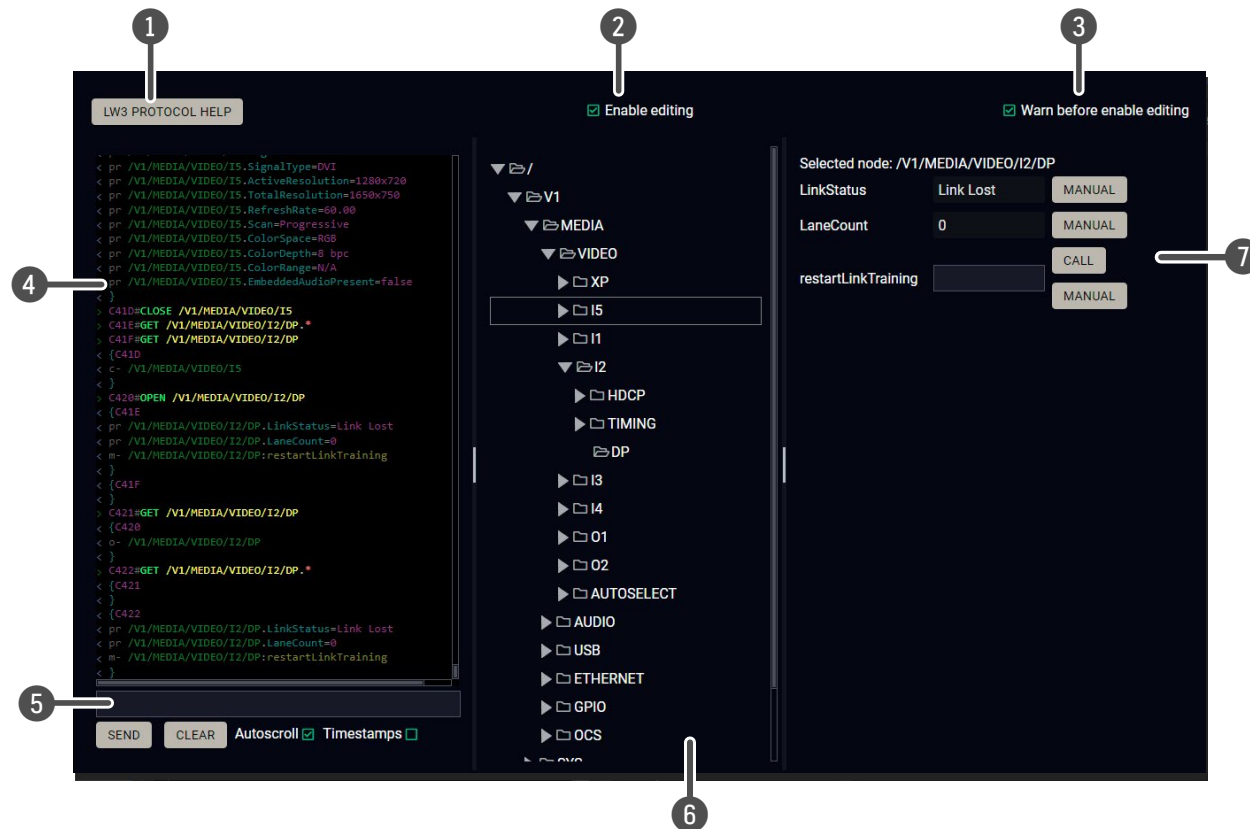 1
2
3
LW3 PROTOCOL HELP
Enable editing
Warn before enable editing
< pr /V1/MEDIA/VIDEO/I5.SignalType=DVI
< pr /V1/MEDIA/VIDEO/I5.ActiveResolution=1280x720
< pr /V1/MEDIA/VIDEO/I5.TotalResolution=1650x750
< pr /V1/MEDIA/VIDEO/I5.RefreshRate=60.00
< pr /V1/MEDIA/VIDEO/I5.Scan=Progressive
< pr /V1/MEDIA/VIDEO/I5.ColorSpace=RGB
< pr /V1/MEDIA/VIDEO/I5.ColorDepth=8 bpc
< pr /V1/MEDIA/VIDEO/I5.ColorRange=N/A
pr /V1/MEDIA/VIDEO/I5.EmbeddedAudioPresent=false
< }
> C41D#CLOSE /V1/MEDIA/VIDEO/I5
> C41E#GET /V1/MEDIA/VIDEO/I2/DP.*
> C41F#GET /V1/MEDIA/VIDEO/I2/DP
< {C41D
< c- /V1/MEDIA/VIDEO/I5
< }
> C420#OPEN /V1/MEDIA/VIDEO/I2/DP
< {C41E
< pr /V1/MEDIA/VIDEO/I2/DP.LinkStatus=Link Lost
< pr /V1/MEDIA/VIDEO/I2/DP.LaneCount=0
< m- /V1/MEDIA/VIDEO/I2/DP:restartLinkTraining
< }
< {C41F
< }
> C421#GET /V1/MEDIA/VIDEO/I2/DP
< {C420
< o- /V1/MEDIA/VIDEO/I2/DP
< }
> C422#GET /V1/MEDIA/VIDEO/I2/DP.*
< {C421
< }
< {C422
< pr /V1/MEDIA/VIDEO/I2/DP.LinkStatus=Link Lost
< pr /V1/MEDIA/VIDEO/I2/DP.LaneCount=0
< m- /V1/MEDIA/VIDEO/I2/DP:restartLinkTraining
< }
4
5
SEND
CLEAR
Autoscroll
Timestamps
/
V1
MEDIA
VIDEO
XP
I5
I1
I2
HDCP
TIMING
DP
I3
I4
O1
O2
AUTOSELECT
AUDIO
USB
ETHERNET
GPIO
OCS
6
Selected node: /V1/MEDIA/VIDEO/I2/DP
LinkStatus Link Lost MANUAL
LaneCount 0 MANUAL
CALL
restartLinkTraining
MANUAL
7